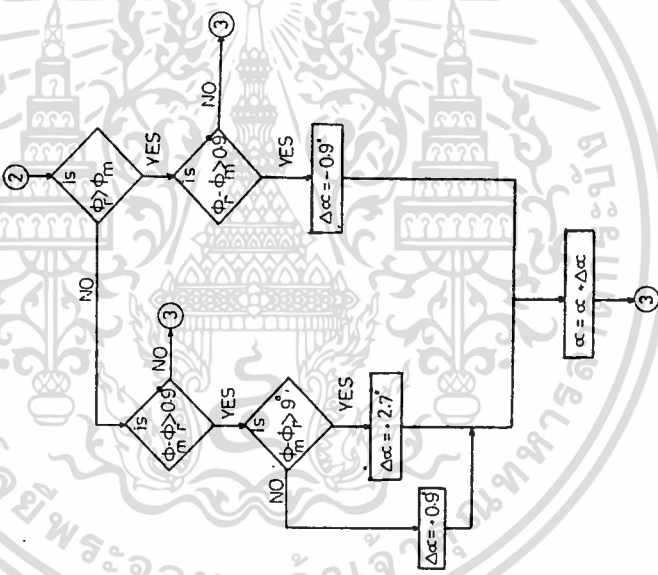 2
is
ϕr>ϕm
YES
NO
is
ϕr-ϕm>0.9
NO
3
YES
Δα=-0.9°
is
ϕm-ϕr>0.9
NO
3
YES
is
ϕ-ϕr>9°
YES
NO
Δα=+2.7°
Δα=+0.9°
α = α + Δα
3